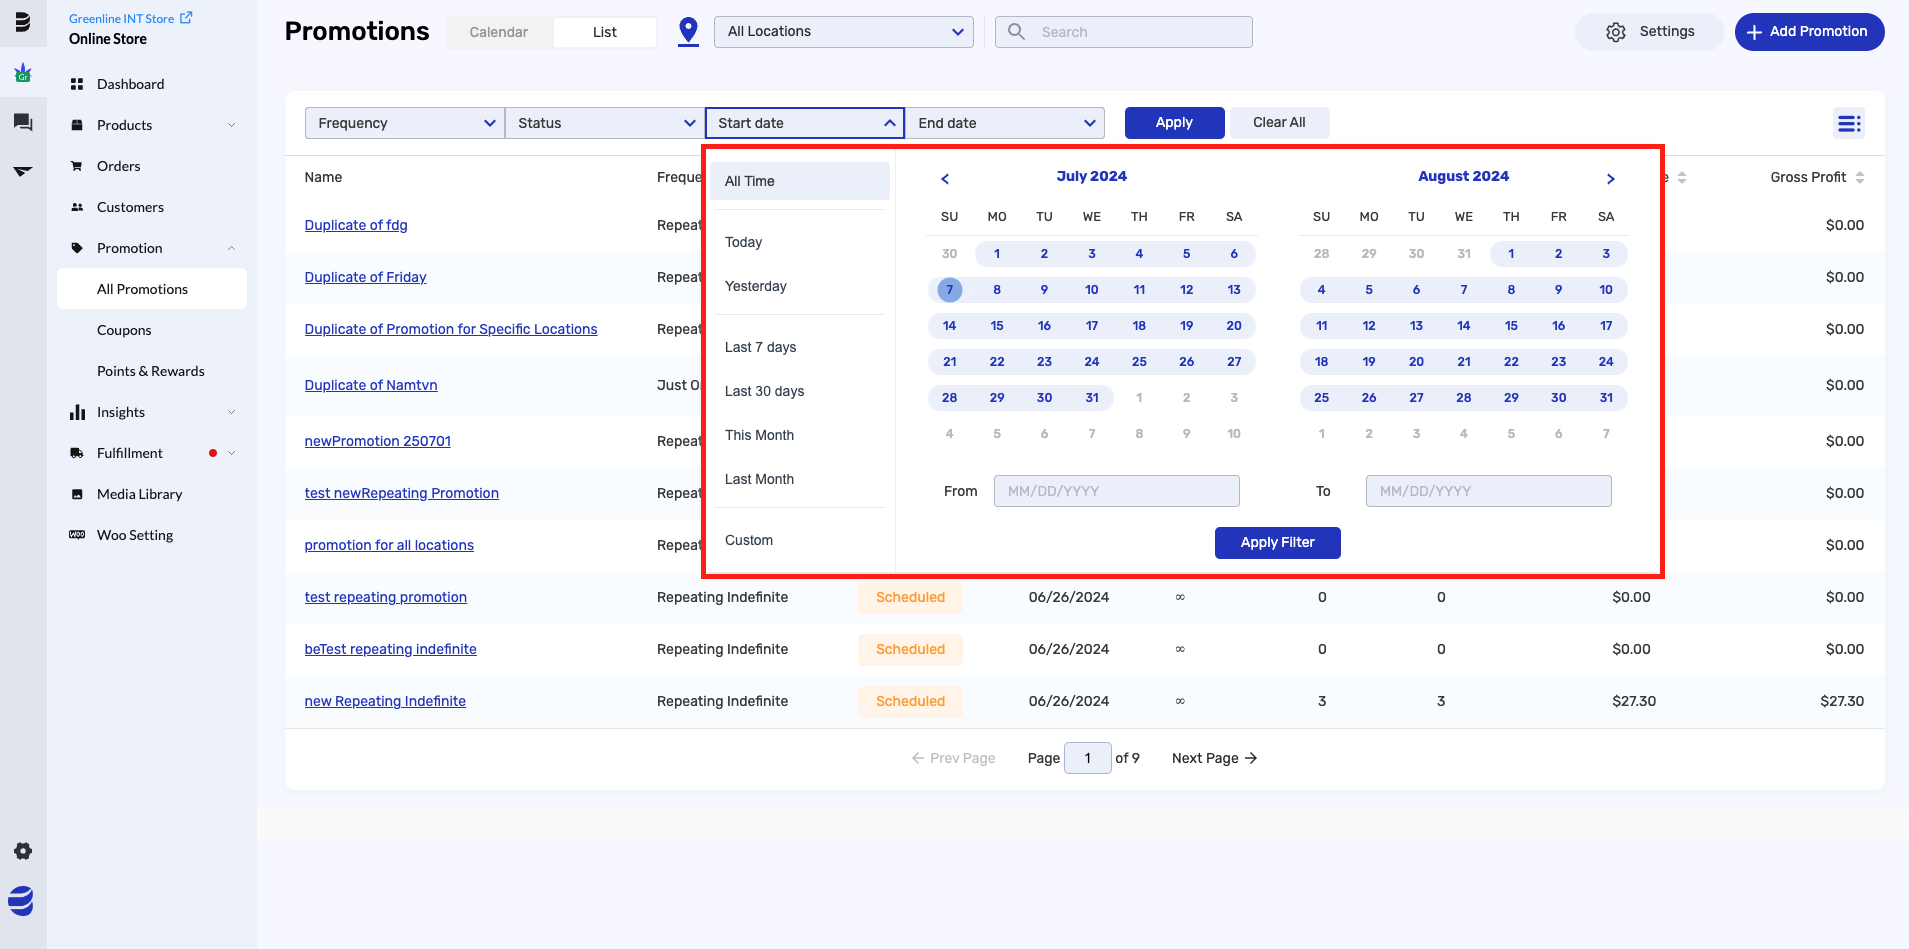 Greenline INT Store
Online Store
Dashboard
Products
Orders
Customers
Promotion
All Promotions
Coupons
Points & Rewards
Insights
Fulfillment
Media Library
Woo Setting
Promotions
Calendar
List
All Locations
Search
Settings
Add Promotion
Frequency
Status
Start date
End date
Apply
Clear All
Name
Gross Profit
Duplicate of fdg
$0.00
Duplicate of Friday
$0.00
Duplicate of Promotion for Specific Locations
$0.00
Duplicate of Namtvn
Just
$0.00
newPromotion 250701
$0.00
test newRepeating Promotion
$0.00
promotion for all locations
$0.00
All Time
Today
Yesterday
Last 7 days
Last 30 days
This Month
Last Month
Custom
July 2024
SU MO TU WE TH FR SA
30 1 2 3 4 5 6
7 8 9 10 11 12 13
14 15 16 17 18 19 20
21 22 23 24 25 26 27
28 29 30 31 1 2 3
4 5 6 7 8 9 10
August 2024
SU MO TU WE TH FR SA
28 29 30 31 1 2 3
4 5 6 7 8 9 10
11 12 13 14 15 16 17
18 19 20 21 22 23 24
25 26 27 28 29 30 31
1 2 3 4 5 6 7
From MM/DD/YYYY To MM/DD/YYYY
Apply Filter
test repeating promotion Repeating Indefinite Scheduled 06/26/2024 ∞ 0 0 $0.00 $0.00
beTest repeating indefinite Repeating Indefinite Scheduled 06/26/2024 ∞ 0 0 $0.00 $0.00
new Repeating Indefinite Repeating Indefinite Scheduled 06/26/2024 ∞ 3 3 $27.30 $27.30
Prev Page Page 1 of 9 Next Page